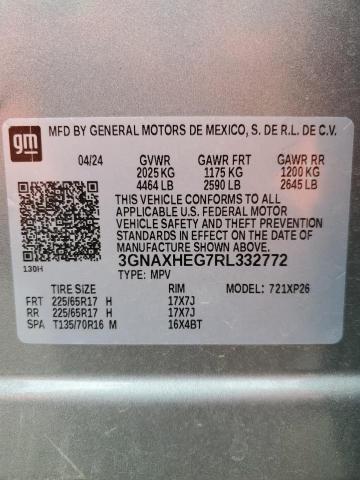 gm
MFD BY GENERAL MOTORS DE MEXICO, S. DE R.L. DE C.V.
04/24 GVWR GAWR FRT GAWR RR
2025 KG 1175 KG 1200 KG
4464 LB 2590 LB 2645 LB
THIS VEHICLE CONFORMS TO ALL
APPLICABLE U.S. FEDERAL MOTOR
VEHICLE SAFETY AND THEFT PREVENTION
STANDARDS IN EFFECT ON THE DATE OF
MANUFACTURE SHOWN ABOVE.
3GNAXHEG7RL332772
130H
TYPE: MPV
TIRE SIZE RIM MODEL: 721XP26
FRT 225/65R17 H 17X7J
RR 225/65R17 H 17X7J
SPA T135/70R16 M 16X4BT